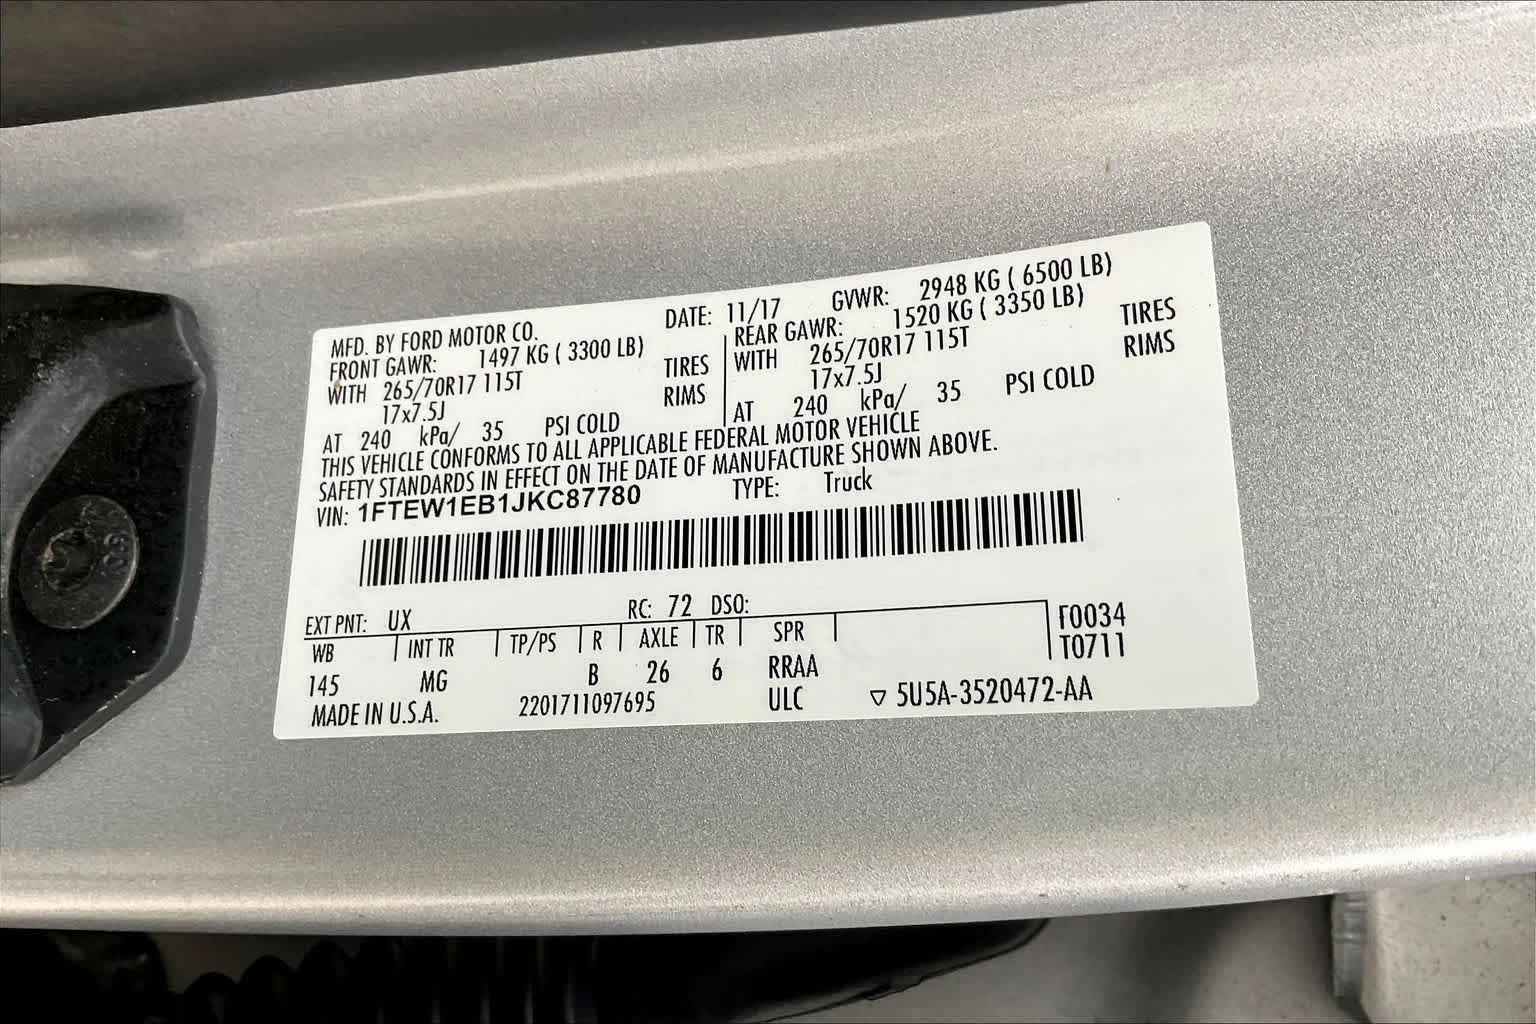 MFD. BY FORD MOTOR CO. DATE: 11/17 GVWR: 2948 KG ( 6500 LB)
FRONT GAWR: 1497 KG ( 3300 LB) REAR GAWR: 1520 KG ( 3350 LB)
WITH 265/70R17 115T TIRES WITH 265/70R17 115T TIRES
17x7.5J RIMS 17x7.5J RIMS
AT 240 kPa/ 35 PSI COLD AT 240 kPa/ 35 PSI COLD
THIS VEHICLE CONFORMS TO ALL APPLICABLE FEDERAL MOTOR VEHICLE
SAFETY STANDARDS IN EFFECT ON THE DATE OF MANUFACTURE SHOWN ABOVE.
VIN: 1FTEW1EB1JKC87780 TYPE: Truck
EXT PNT: UX RC: 72 DSO:
WB INT TR TP/PS R AXLE TR SPR F0034
145 MG B 26 6 RRAA T0711
MADE IN U.S.A. 2201711097695 ULC ▽ 5U5A-3520472-AA